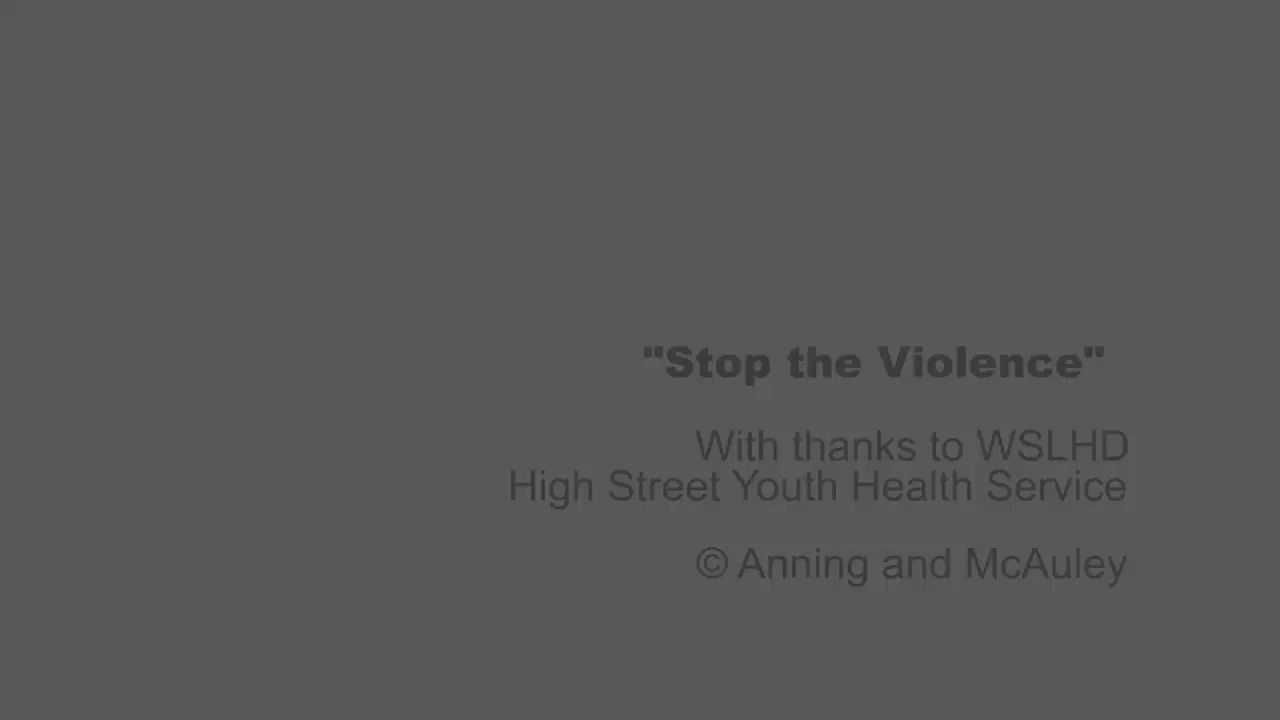 "Stop the Violence"
With thanks to WSLHD
High Street Youth Health Service
© Anning and McAuley